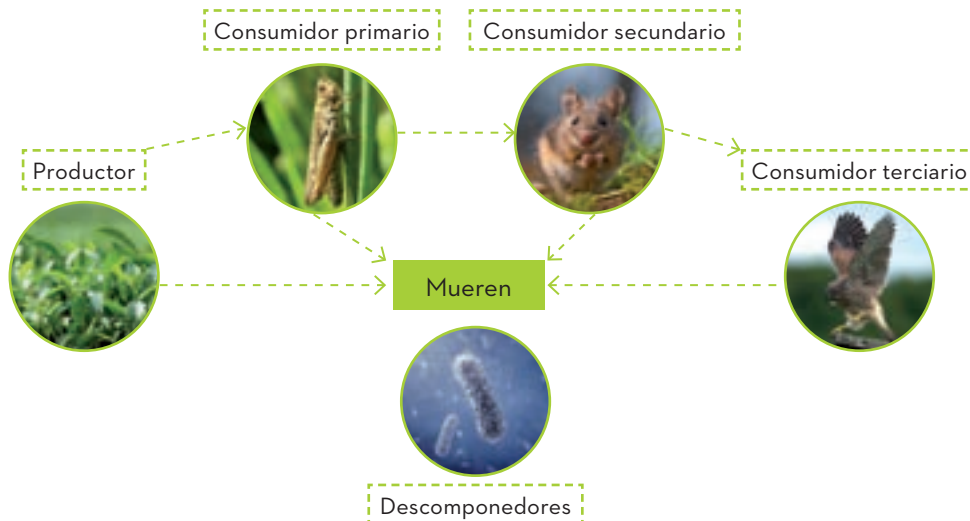 Consumidor primario
Consumidor secundario
Productor
Consumidor terciario
Mueren
Descomponedores